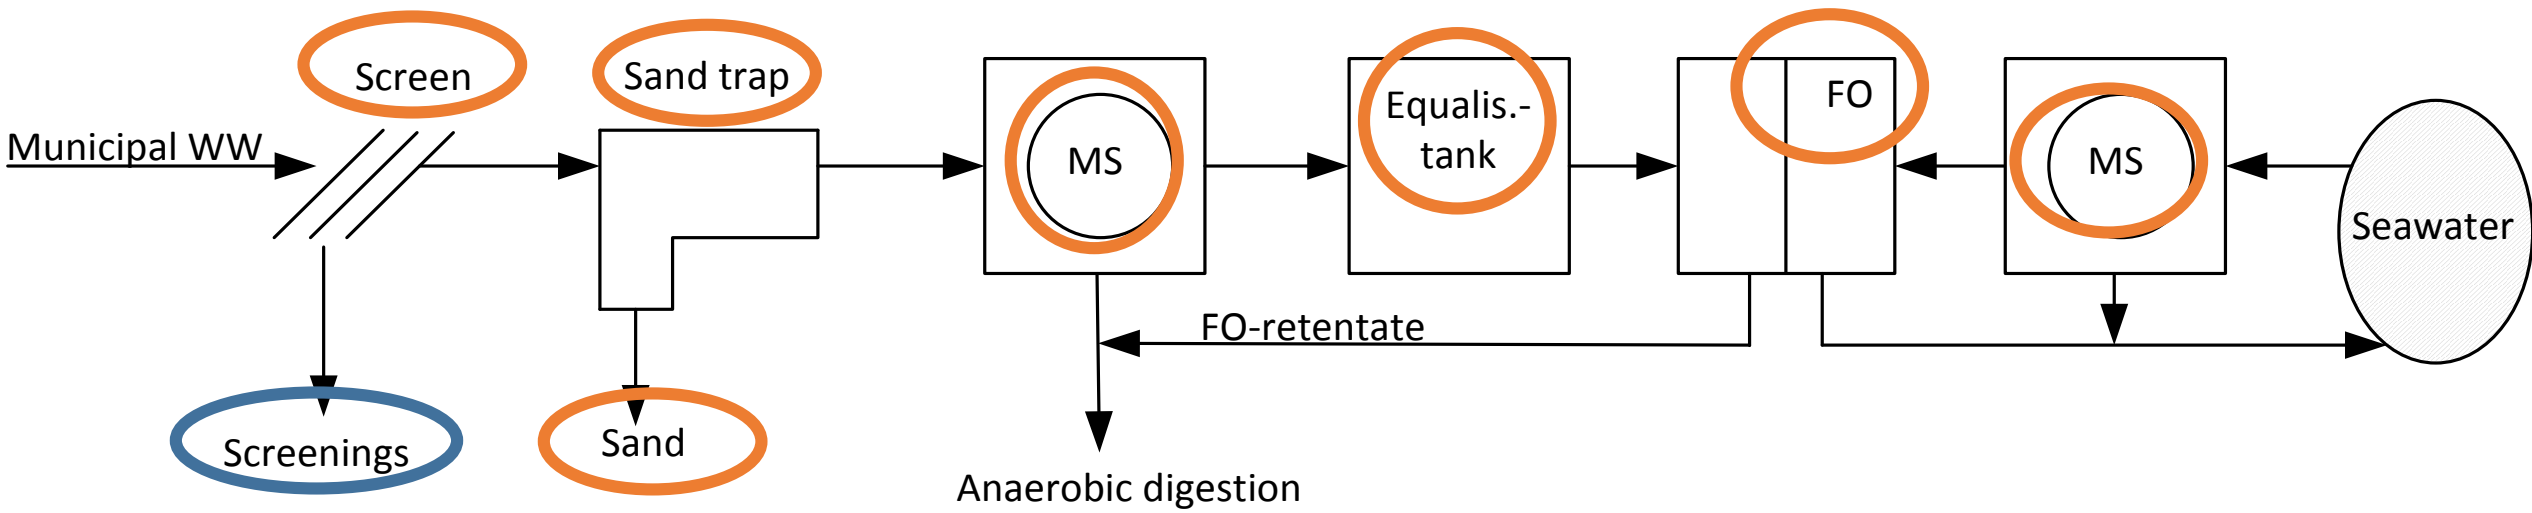 Screen
Sand trap
Municipal WW
MS
Equalis.-
tank
FO
MS
Seawater
FO-retentate
Screenings
Sand
Anaerobic digestion